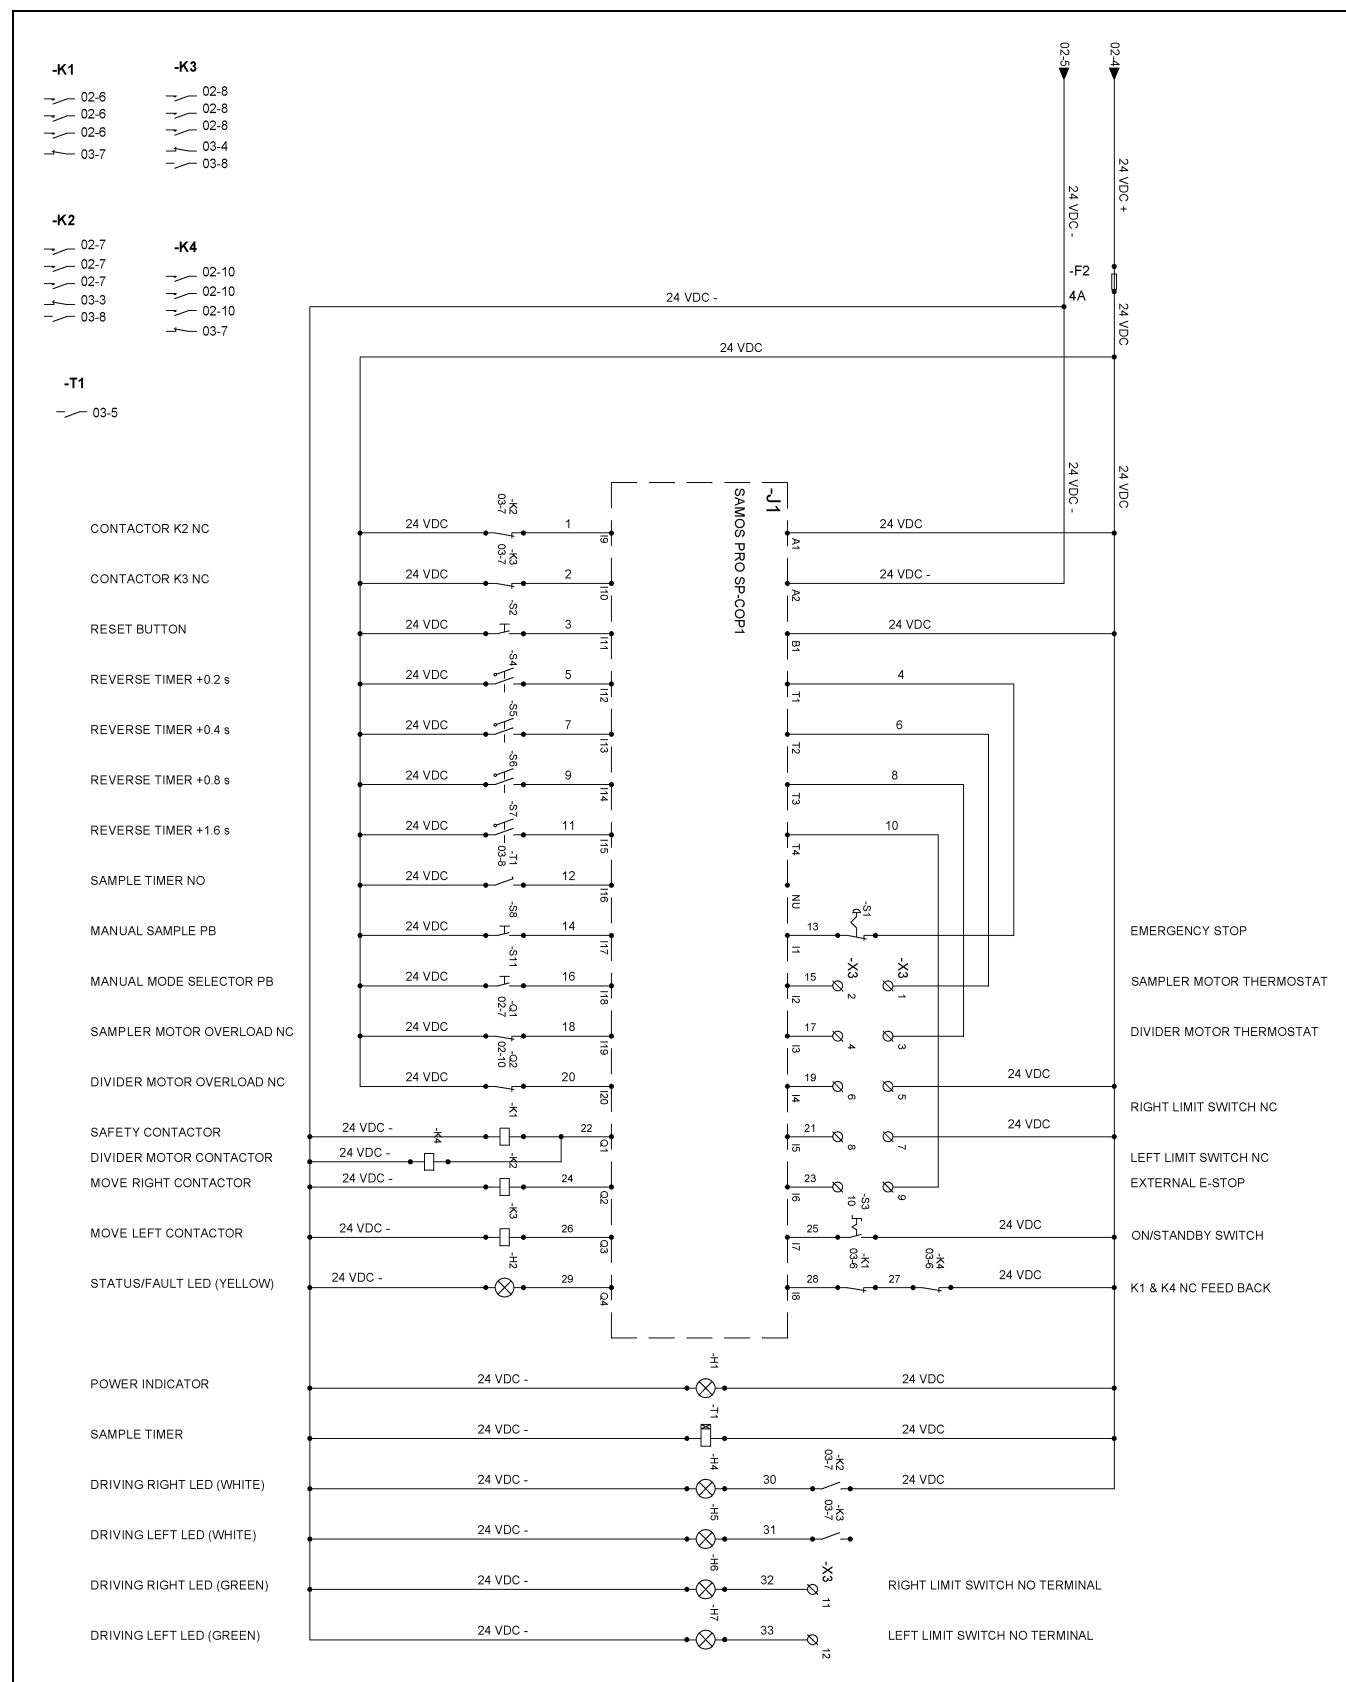 02-5
02-4
-K1
02-6
02-6
02-6
03-7
-K3
02-8
02-8
02-8
03-4
03-8
-K2
02-7
02-7
02-7
03-3
03-8
-K4
02-10
02-10
02-10
03-7
-T1
03-5
24 VDC +
24 VDC -
-F2
4A
24 VDC -
24 VDC
24 VDC
24 VDC -
24 VDC
-J1
SAMOS PRO SP-COP1
CONTACTOR K2 NC 24 VDC -K2 03-7 1 I9
A1 24 VDC
CONTACTOR K3 NC 24 VDC -K3 03-7 2 I10
A2 24 VDC -
RESET BUTTON 24 VDC -S2 3 I11
B1 24 VDC
REVERSE TIMER +0.2 s 24 VDC -S4 5 I12
T1 4
REVERSE TIMER +0.4 s 24 VDC -S5 7 I13
T2 6
REVERSE TIMER +0.8 s 24 VDC -S6 9 I14
T3 8
REVERSE TIMER +1.6 s 24 VDC -S7 11 I15
T4 10
SAMPLE TIMER NO 24 VDC -T1 03-8 12 I16
NU
MANUAL SAMPLE PB 24 VDC -S8 14 I17
I1 13 -S1 EMERGENCY STOP
MANUAL MODE SELECTOR PB 24 VDC -S11 16 I18
I2 15 -X3 2 -X3 1 SAMPLER MOTOR THERMOSTAT
SAMPLER MOTOR OVERLOAD NC 24 VDC -Q1 02-7 18 I19
I3 17 4 3 DIVIDER MOTOR THERMOSTAT
DIVIDER MOTOR OVERLOAD NC 24 VDC -Q2 02-10 20 I20
I4 19 6 5 24 VDC
RIGHT LIMIT SWITCH NC
SAFETY CONTACTOR 24 VDC - -K1 22 Q1
I5 21 8 7 24 VDC
DIVIDER MOTOR CONTACTOR 24 VDC - -K4
LEFT LIMIT SWITCH NC
MOVE RIGHT CONTACTOR 24 VDC - -K2 24 Q2
I6 23 10 9 EXTERNAL E-STOP
MOVE LEFT CONTACTOR 24 VDC - -K3 26 Q3
I7 25 -S3 24 VDC ON/STANDBY SWITCH
STATUS/FAULT LED (YELLOW) 24 VDC - -H2 29 Q4
I8 28 -K1 03-6 27 -K4 03-6 24 VDC K1 & K4 NC FEED BACK
POWER INDICATOR 24 VDC - -H1 24 VDC
SAMPLE TIMER 24 VDC - -T1 24 VDC
DRIVING RIGHT LED (WHITE) 24 VDC - -H4 30 -K2 03-7 24 VDC
DRIVING LEFT LED (WHITE) 24 VDC - -H5 31 -K3 03-7
DRIVING RIGHT LED (GREEN) 24 VDC - -H6 32 -X3 11 RIGHT LIMIT SWITCH NO TERMINAL
DRIVING LEFT LED (GREEN) 24 VDC - -H7 33 12 LEFT LIMIT SWITCH NO TERMINAL